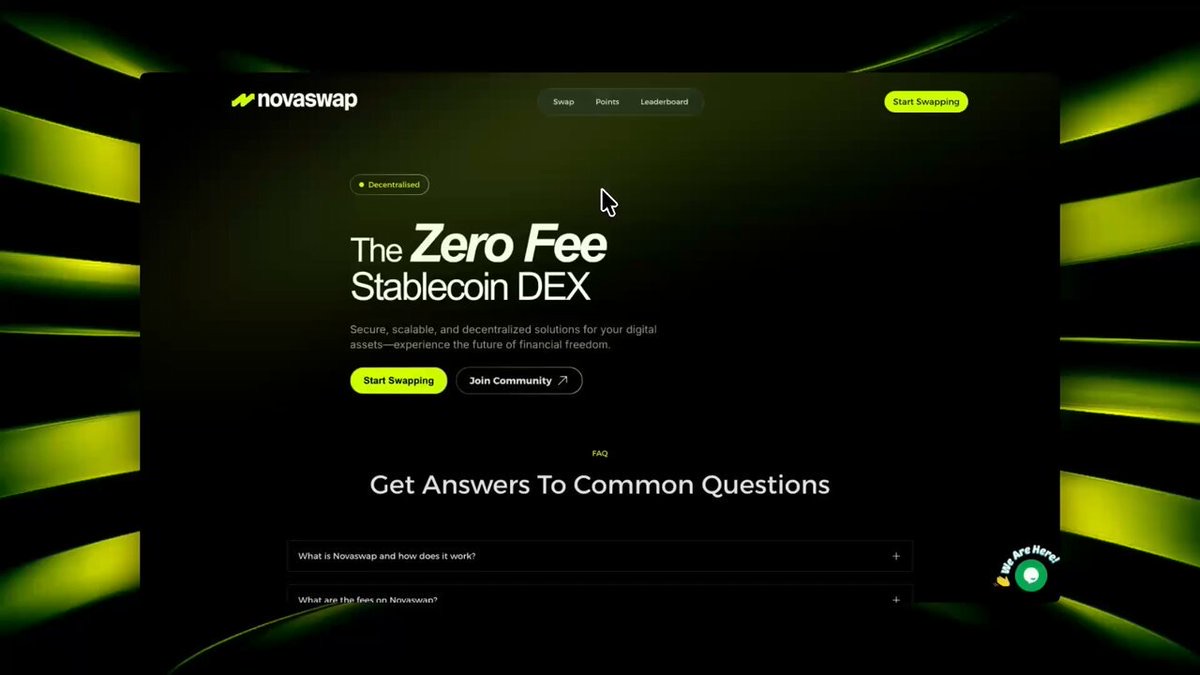 novaswap
Swap Points Leaderboard
Start Swapping
Decentralised
The Zero Fee
Stablecoin DEX
Secure, scalable, and decentralized solutions for your digital
assets—experience the future of financial freedom.
Start Swapping
Join Community
FAQ
Get Answers To Common Questions
What is Novaswap and how does it work?
We Are Here!
What are the fees on Novaswap?